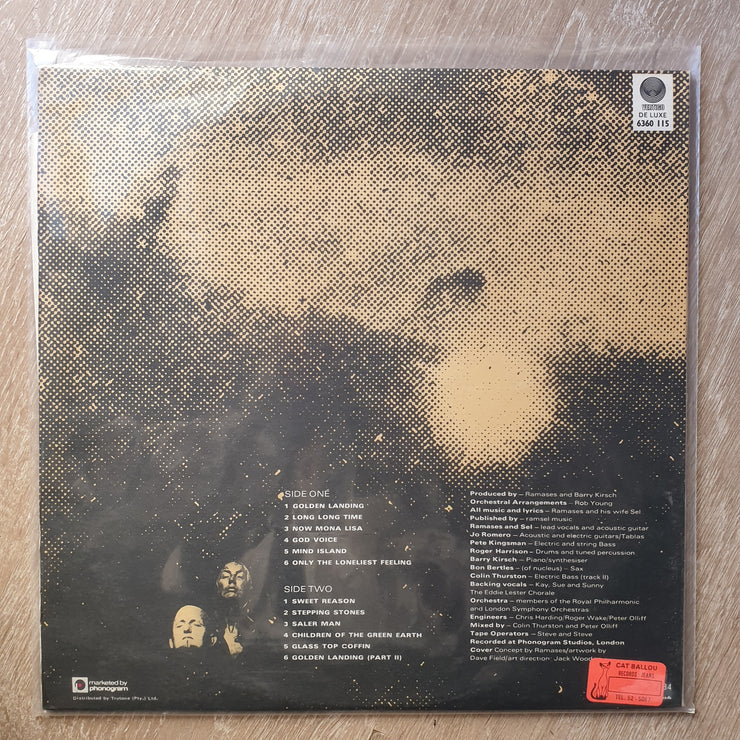 VERTIGO
DE LUXE
6360 115
SIDE ONE
1 GOLDEN LANDING
2 LONG LONG TIME
3 NOW MONA LISA
4 GOD VOICE
5 MIND ISLAND
6 ONLY THE LONELIEST FEELING
SIDE TWO
1 SWEET REASON
2 STEPPING STONES
3 SALER MAN
4 CHILDREN OF THE GREEN EARTH
5 GLASS TOP COFFIN
6 GOLDEN LANDING (PART II)
Produced by – Ramases and Barry Kirsch
Orchestral Arrangements – Rob Young
All music and lyrics – Ramases and his wife Sel
Published by – ramsel music
Ramases and Sel – lead vocals and acoustic guitar
Jo Romero – Acoustic and electric guitars/Tablas
Pete Kingsman – Electric and string Bass
Roger Harrison – Drums and tuned percussion
Barry Kirsch – Piano/synthesiser
Bon Bertles – (of nucleus) – Sax
Colin Thurston – Electric Bass (track II)
Backing vocals – Kay, Sue and Sunny
The Eddie Lester Chorale
Orchestra – members of the Royal Philharmonic
and London Symphony Orchestras
Engineers – Chris Harding/Roger Wake/Peter Olliff
Mixed by – Colin Thurston and Peter Olliff
Tape Operators – Steve and Steve
Recorded at Phonogram Studios, London
Cover Concept by Ramases/artwork by
Dave Field/art direction Jack
marketed by
phonogram
Distributed by Trutone (Pty.) Ltd.
CAT BALLOU
RECORDS JEANS